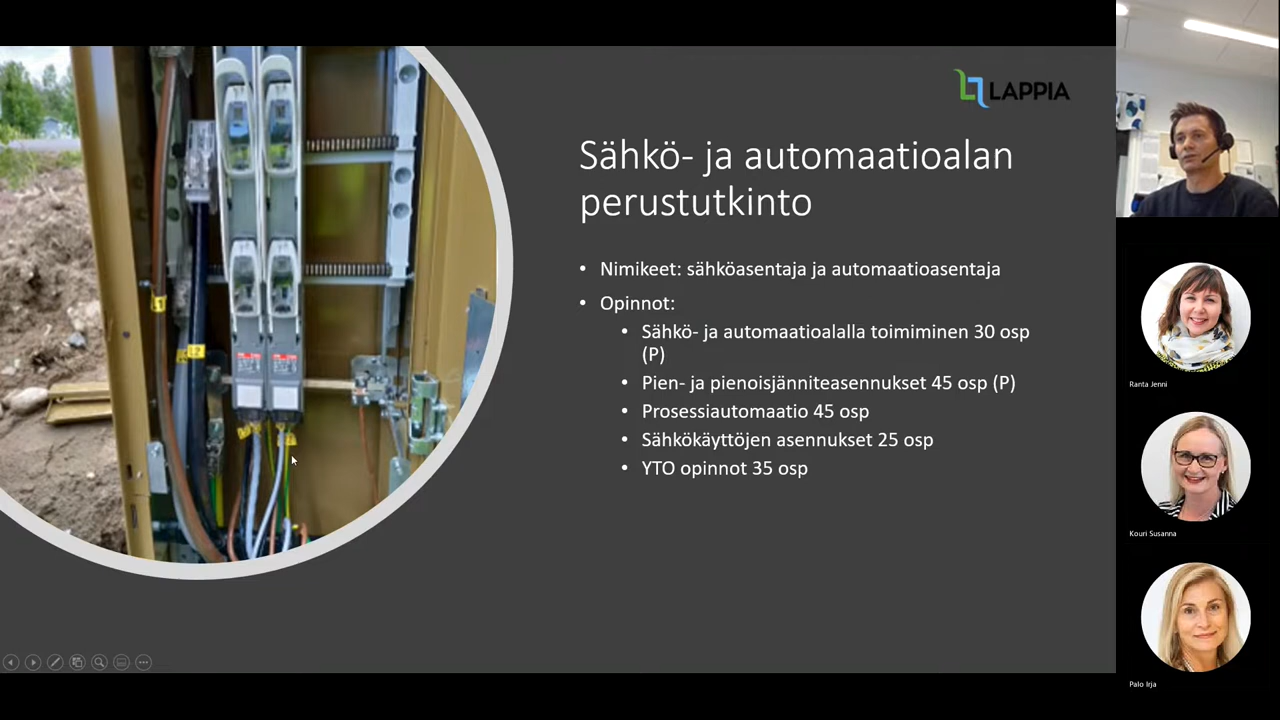 LAPPIA
Sähkö- ja automaatioalan
perustutkinto
• Nimikeet: sähköasentaja ja automaatioasentaja
• Opinnot:
• Sähkö- ja automaatioalalla toimiminen 30 osp
(P)
• Pien- ja pienoisjänniteasennukset 45 osp (P)
• Prosessiautomaatio 45 osp
• Sähkökäyttöjen asennukset 25 osp
• YTO opinnot 35 osp
Ranta Jenni
Kouri Susanna
Palo Irja